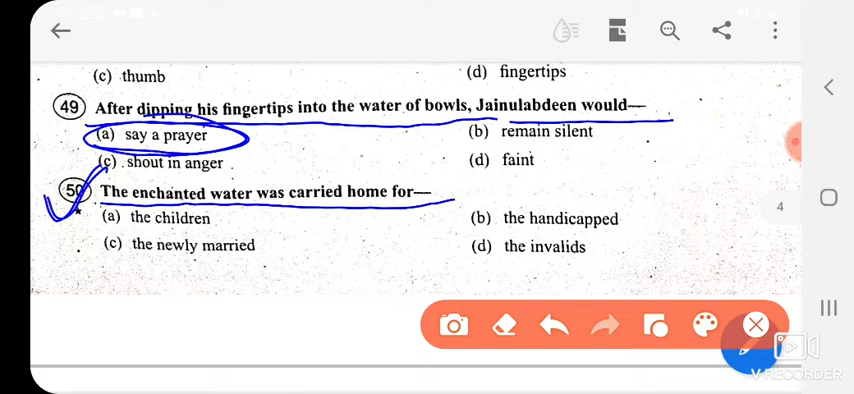 (c) thumb (d) fingertips
49 After dipping his fingertips into the water of bowls, Jainulabdeen would—
(a) say a prayer (b) remain silent
(c) shout in anger (d) faint
50 The enchanted water was carried home for—
(a) the children (b) the handicapped
4
(c) the newly married (d) the invalids
V RECORDER